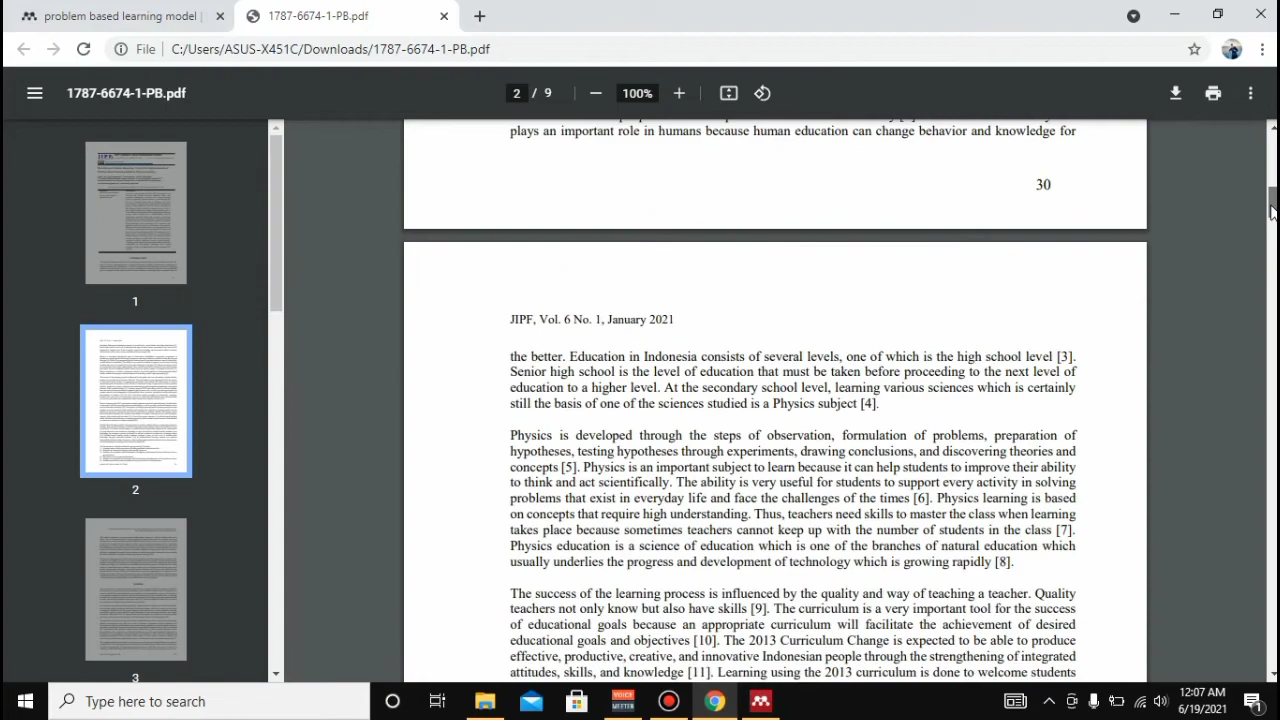 problem based learning model |
1787-6674-1-PB.pdf
File
C:/Users/ASUS-X451C/Downloads/1787-6674-1-PB.pdf
1787-6674-1-PB.pdf
2 / 9
100%
plays an important role in humans because human education can change behavior and knowledge for
30
JIPF, Vol. 6 No. 1, January 2021
the better. Education in Indonesia consists of several levels, one of which is the high school level [3].
Senior high school is the level of education that must be taken before proceeding to the next level of
education to a higher level. At the secondary school level, learning various sciences which is certainly
still the basis of one of the sciences studied is a Physics subject [4].
Physics is developed through the steps of observation, formulation of problems, preparation of
hypotheses, testing hypotheses through experiments, drawing conclusions, and discovering theories and
concepts [5]. Physics is an important subject to learn because it can help students to improve their ability
to think and act scientifically. The ability is very useful for students to support every activity in solving
problems that exist in everyday life and face the challenges of the times [6]. Physics learning is based
on concepts that require high understanding. Thus, teachers need skills to master the class when learning
takes place because sometimes teachers cannot keep up with the number of students in the class [7].
Physics education is a science of education which is one of the branches of natural education which
usually underlies the progress and development of technology which is growing rapidly [8].
The success of the learning process is influenced by the quality and way of teaching a teacher. Quality
teachers not only know but also have skills [9]. The curriculum is a very important tool for the success
of educational goals because an appropriate curriculum will facilitate the achievement of desired
educational goals and objectives [10]. The 2013 Curriculum Change is expected to be able to produce
effective, productive, creative, and innovative Indonesian people through the strengthening of integrated
attitudes, skills, and knowledge [11]. Learning using the 2013 curriculum is done to welcome students
1
2
3
Type here to search
VOICE
MEETER
12:07 AM
6/19/2021
1